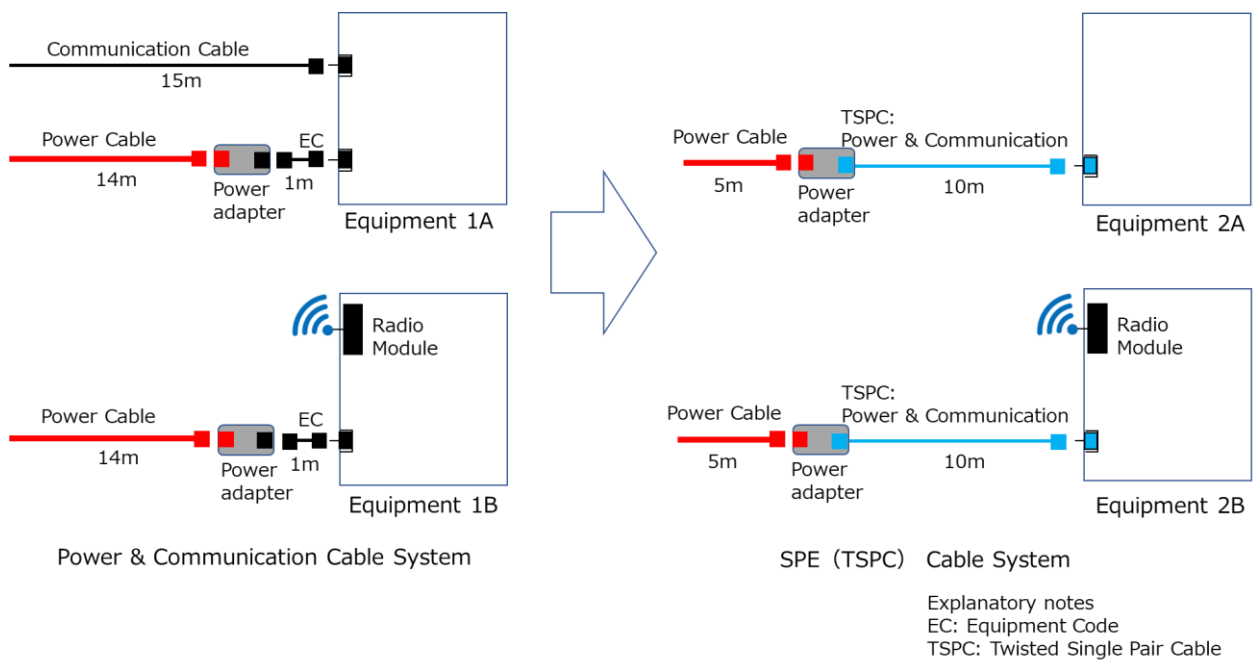 Communication Cable
15m
Power Cable
EC
14m
1m
Power
adapter
Equipment 1A
Radio
Module
Power Cable
EC
14m
1m
Power
adapter
Equipment 1B
Power & Communication Cable System
TSPC:
Power Cable
Power & Communication
5m
10m
Power
adapter
Equipment 2A
Radio
Module
TSPC:
Power Cable
Power & Communication
5m
10m
Power
adapter
Equipment 2B
SPE（TSPC） Cable System
Explanatory notes
EC: Equipment Code
TSPC: Twisted Single Pair Cable